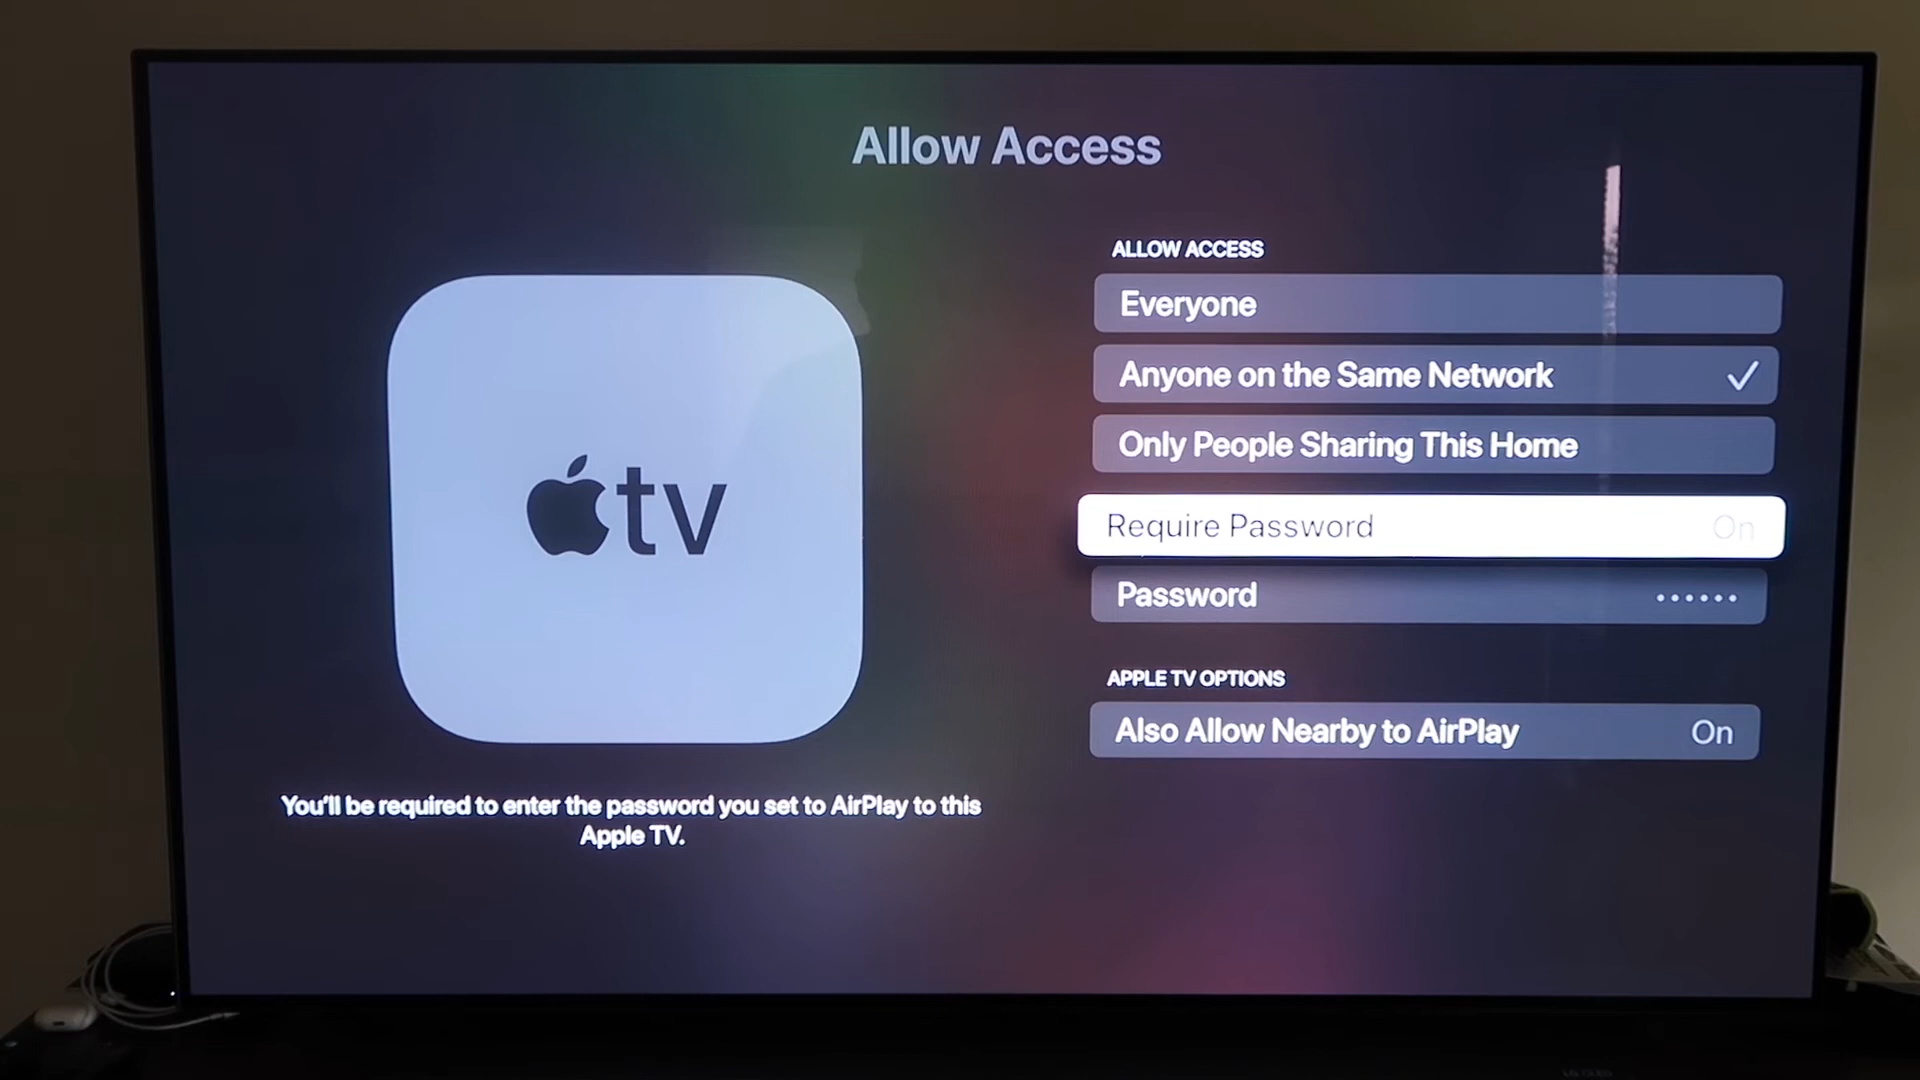 Allow Access
ALLOW ACCESS
Everyone
Anyone on the Same Network
Only People Sharing This Home
Require Password On
Password ••••••
APPLE TV OPTIONS
Also Allow Nearby to AirPlay On
tv
You'll be required to enter the password you set to AirPlay to this
Apple TV.